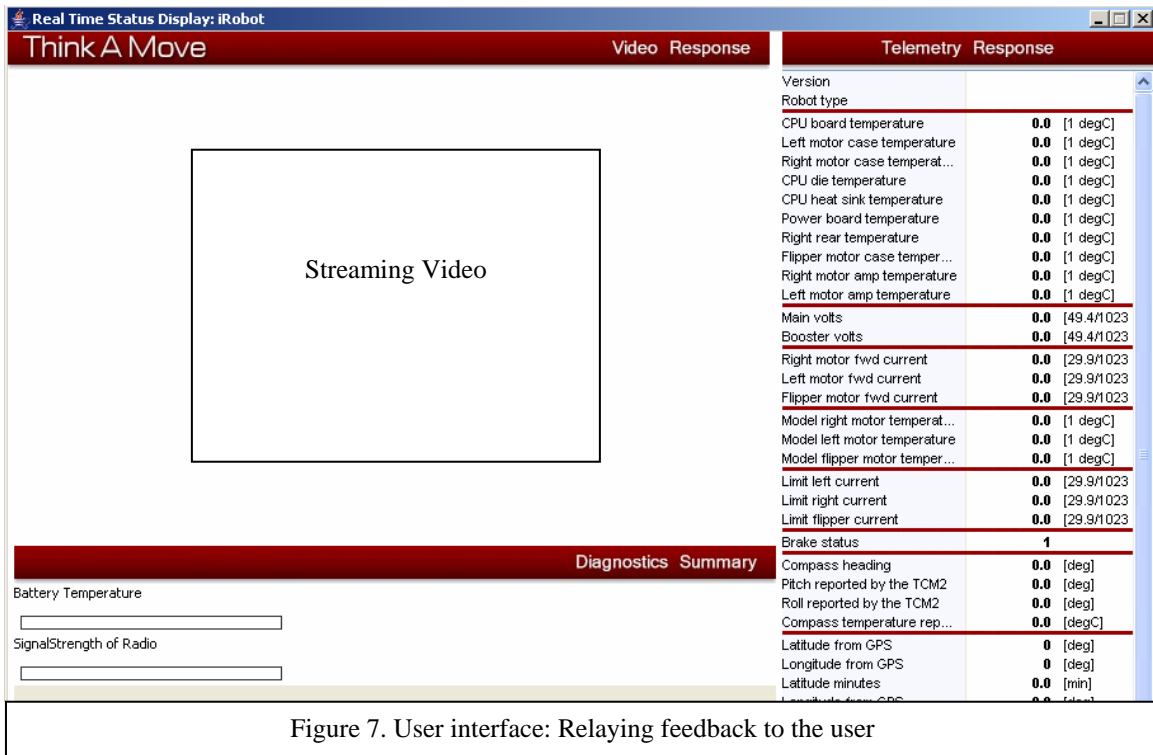 Real Time Status Display: iRobot
Think A Move
Video Response
Streaming Video
Diagnostics Summary
Battery Temperature
SignalStrength of Radio
Telemetry Response
Version
Robot type
CPU board temperature 0.0 [1 degC]
Left motor case temperature 0.0 [1 degC]
Right motor case temperat... 0.0 [1 degC]
CPU die temperature 0.0 [1 degC]
CPU heat sink temperature 0.0 [1 degC]
Power board temperature 0.0 [1 degC]
Right rear temperature 0.0 [1 degC]
Flipper motor case temper... 0.0 [1 degC]
Right motor amp temperature 0.0 [1 degC]
Left motor amp temperature 0.0 [1 degC]
Main volts 0.0 [49.4/1023
Booster volts 0.0 [49.4/1023
Right motor fwd current 0.0 [29.9/1023
Left motor fwd current 0.0 [29.9/1023
Flipper motor fwd current 0.0 [29.9/1023
Model right motor temperat... 0.0 [1 degC]
Model left motor temperature 0.0 [1 degC]
Model flipper motor temper... 0.0 [1 degC]
Limit left current 0.0 [29.9/1023
Limit right current 0.0 [29.9/1023
Limit flipper current 0.0 [29.9/1023
Brake status 1
Compass heading 0.0 [deg]
Pitch reported by the TCM2 0.0 [deg]
Roll reported by the TCM2 0.0 [deg]
Compass temperature rep... 0.0 [degC]
Latitude from GPS 0 [deg]
Longitude from GPS 0 [deg]
Latitude minutes 0.0 [min]
Figure 7. User interface: Relaying feedback to the user